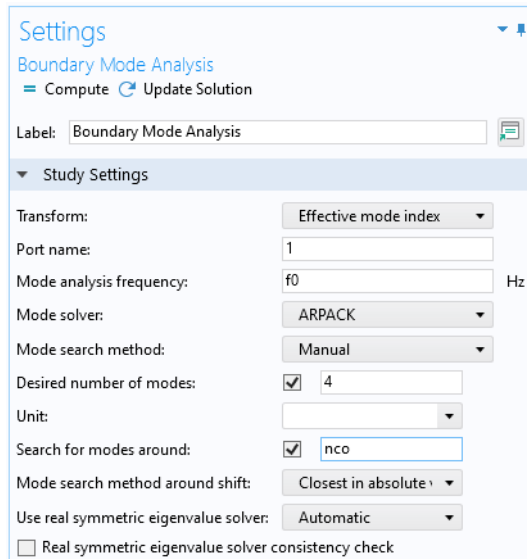 Settings
Boundary Mode Analysis
= Compute Update Solution
Label: Boundary Mode Analysis
Study Settings
Transform: Effective mode index
Port name: 1
Mode analysis frequency: f0 Hz
Mode solver: ARPACK
Mode search method: Manual
Desired number of modes: 4
Unit:
Search for modes around: nco
Mode search method around shift: Closest in absolute
Use real symmetric eigenvalue solver: Automatic
Real symmetric eigenvalue solver consistency check